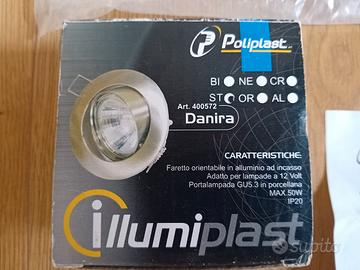 Poliplast
BI NE CR
ST OR AL
Art. 400572
Danira
CARATTERISTICHE
Faretto orientabile in alluminio ad incasso
Adatto per lampade a 12 Volt
Portalampada GU5.3 in porcellana
MAX 50W
IP20
illumiplast
subito